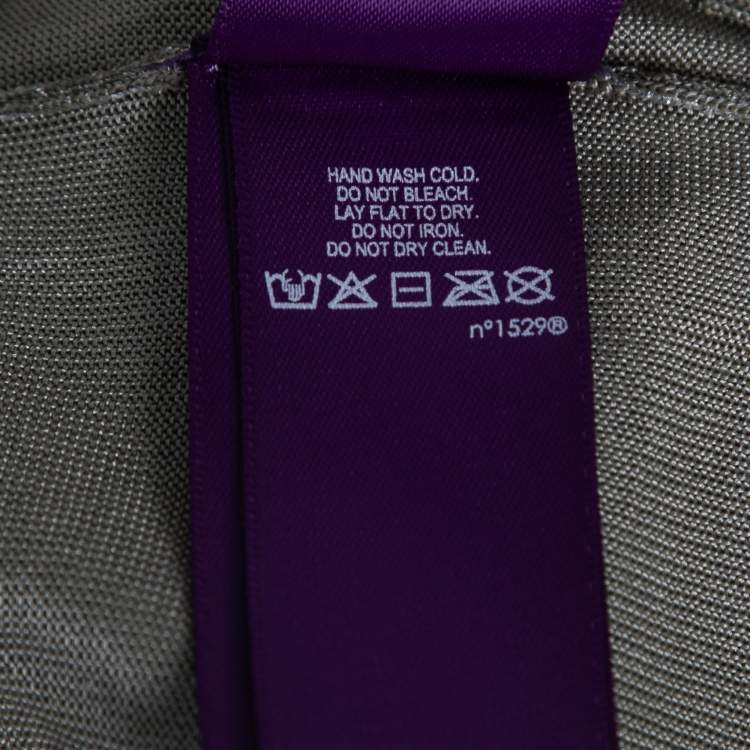 HAND WASH COLD.
DO NOT BLEACH.
LAY FLAT TO DRY.
DO NOT IRON.
DO NOT DRY CLEAN.
n°1529®